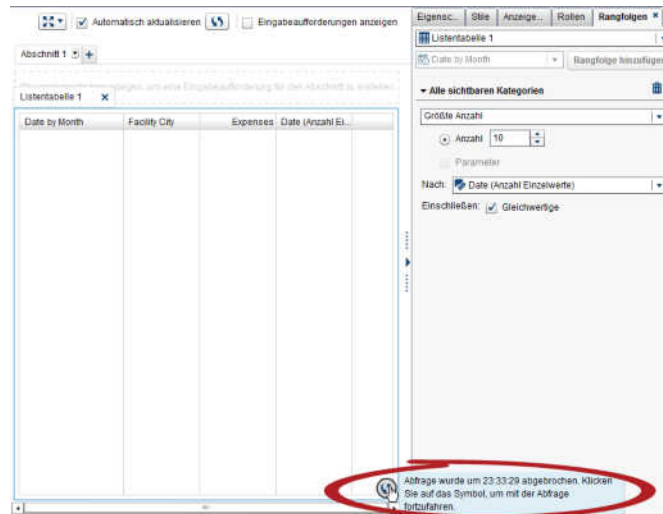 Automatisch aktualisieren
Eingabeaufforderungen anzeigen
Abschnitt 1
Listentabelle 1
Date by Month Facility City Expenses Date (Anzahl Ei...
Eigensc... Stile Anzeige... Rollen Rangfolgen
Listentabelle 1
Date by Month Rangfolge hinzufügen
Alle sichtbaren Kategorien
Größte Anzahl
Anzahl 10
Parameter
Nach: Date (Anzahl Einzelwerte)
Einschließen: Gleichwertige
Abfrage wurde um 23:33:29 abgebrochen. Klicken
Sie auf das Symbol, um mit der Abfrage
fortzufahren.